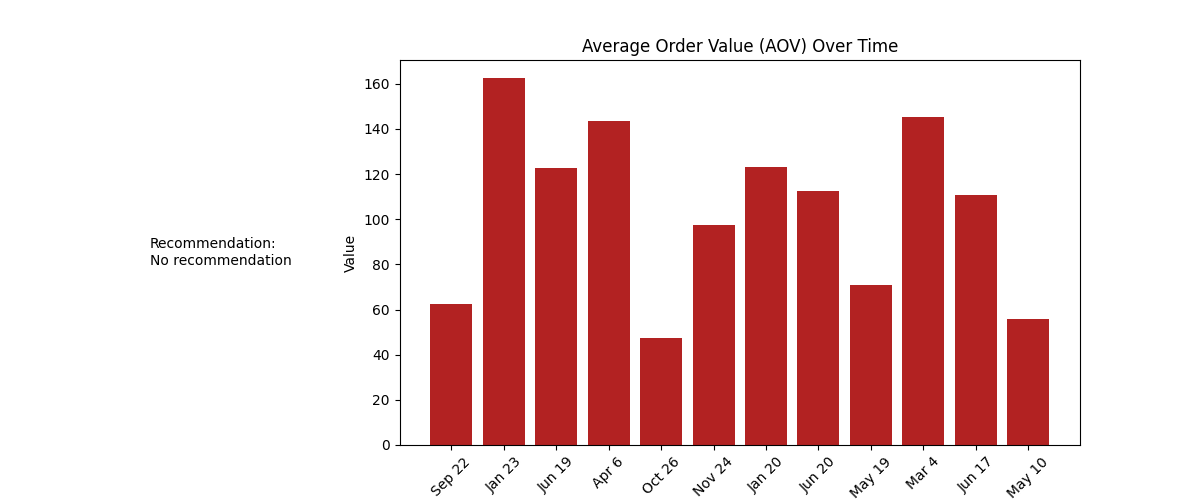 Average Order Value (AOV) Over Time
160
140
120
100
80
60
40
20
0
Value
Recommendation:
No recommendation
Sep 22
Jan 23
Jun 19
Apr 6
Oct 26
Nov 24
Jan 20
Jun 20
May 19
Mar 4
Jun 17
May 10